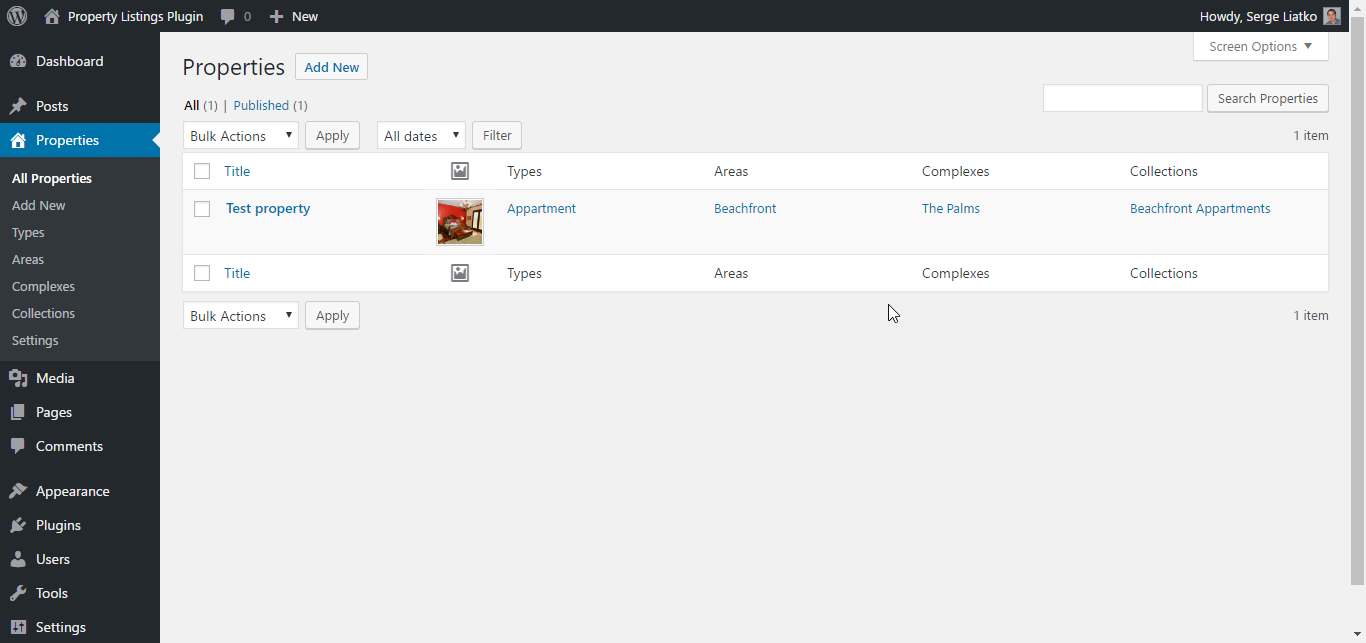 Property Listings Plugin 0 New Howdy, Serge Liatko
Dashboard
Posts
Properties
All Properties
Add New
Types
Areas
Complexes
Collections
Settings
Media
Pages
Comments
Appearance
Plugins
Users
Tools
Settings
Screen Options
Properties Add New
All (1) | Published (1)
Search Properties
Bulk Actions Apply All dates Filter 1 item
Title Types Areas Complexes Collections
Test property Appartment Beachfront The Palms Beachfront Appartments
Title Types Areas Complexes Collections
Bulk Actions Apply 1 item